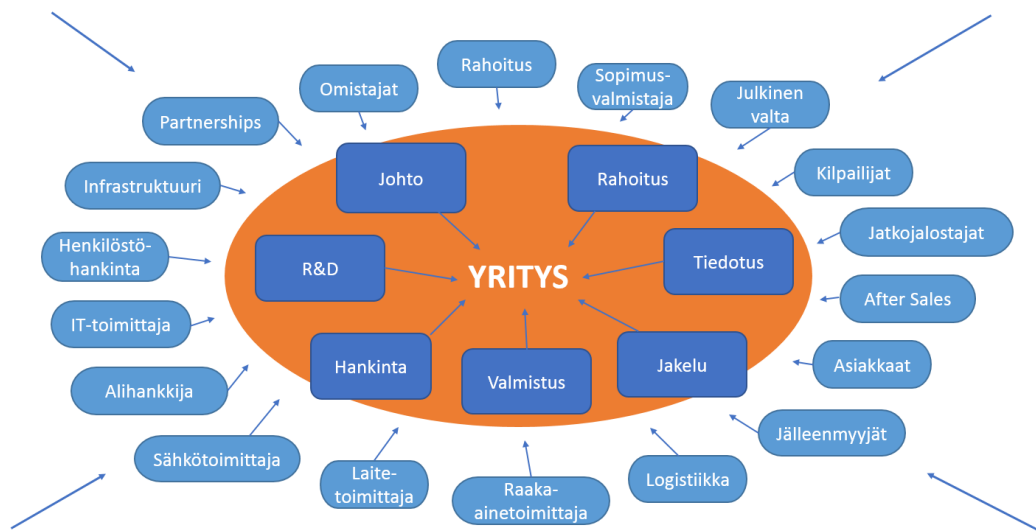 Rahoitus
Omistajat
Sopimus-
valmistaja
Julkinen
valta
Partnerships
Johto
Rahoitus
Kilpailijat
Infrastruktuuri
Henkilöstö-
hankinta
R&D
YRITYS
Tiedotus
Jatkojalostajat
After Sales
IT-toimittaja
Hankinta
Valmistus
Jakelu
Asiakkaat
Alihankkija
Jälleenmyyjät
Sähkötoimittaja
Laite-
toimittaja
Raaka-
ainetoimittaja
Logistiikka